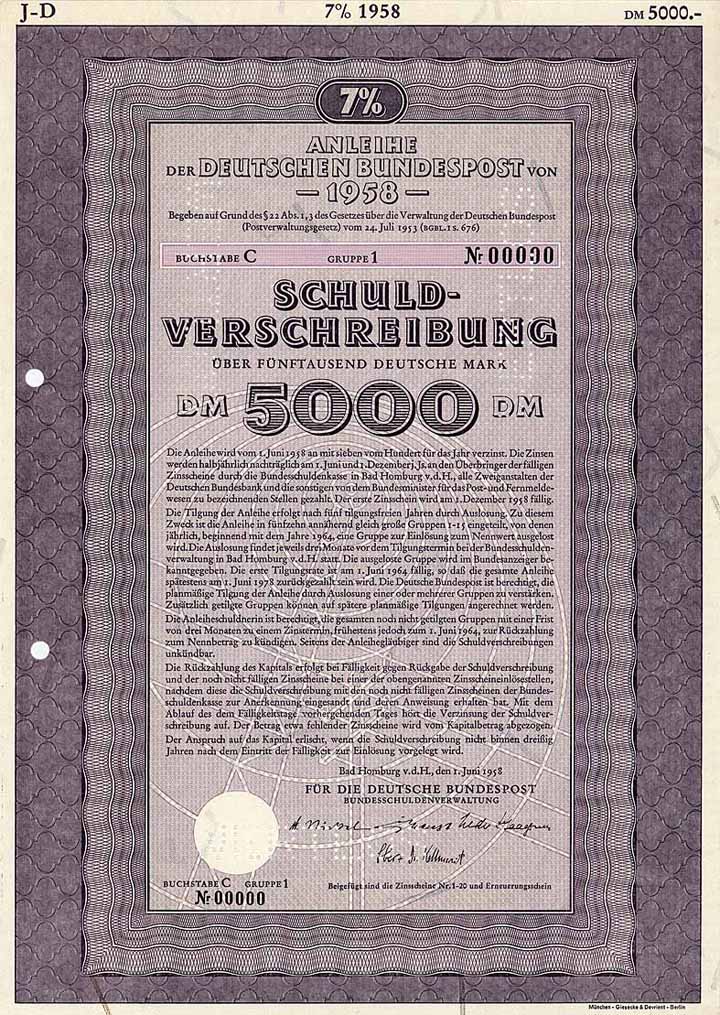 J-D 7% 1958 DM 5000.-
7%
ANLEIHE
DER DEUTSCHEN BUNDESPOST VON
— 1958 —
Begeben auf Grund des § 22 Abs. 1, 3 des Gesetzes über die Verwaltung der Deutschen Bundespost
(Postverwaltungsgesetz) vom 24. Juli 1953 (BGBL. I S. 676)
BUCHSTABE C GRUPPE 1 Nr 00000
SCHULD-
VERSCHREIBUNG
ÜBER FÜNFTAUSEND DEUTSCHE MARK
DM 5000 DM
Die Anleihe wird vom 1. Juni 1958 an mit sieben vom Hundert für das Jahr verzinst. Die Zinsen
werden halbjährlich nachträglich am 1. Juni und 1. Dezember j. Js. an den Überbringer der fälligen
Zinsscheine durch die Bundesschuldenkasse in Bad Homburg v. d. H., alle Zweiganstalten der
Deutschen Bundesbank und die sonstigen von dem Bundesminister für das Post- und Fernmelde-
wesen zu bezeichnenden Stellen gezahlt. Der erste Zinsschein wird am 1. Dezember 1958 fällig.
Die Tilgung der Anleihe erfolgt nach fünf tilgungsfreien Jahren durch Auslosung. Zu diesem
Zweck ist die Anleihe in fünfzehn annähernd gleich große Gruppen 1-15 eingeteilt, von denen
jährlich, beginnend mit dem Jahre 1964, eine Gruppe zur Einlösung zum Nennwert ausgelost
wird. Die Auslosung findet jeweils drei Monate vor dem Tilgungstermin bei der Bundesschulden-
verwaltung in Bad Homburg v. d. H. statt. Die ausgeloste Gruppe wird im Bundesanzeiger be-
kanntgegeben. Die erste Tilgungsrate ist am 1. Juni 1964 fällig, so daß die gesamte Anleihe
spätestens am 1. Juni 1978 zurückgezahlt sein wird. Die Deutsche Bundespost ist berechtigt, die
planmäßige Tilgung der Anleihe durch Auslosung einer oder mehrerer Gruppen zu verstärken.
Zusätzlich getilgte Gruppen können auf spätere planmäßige Tilgungen angerechnet werden.
Die Anleiheschuldnerin ist berechtigt, die gesamten noch nicht getilgten Gruppen mit einer Frist
von drei Monaten zu einem Zinstermin, frühestens jedoch zum 1. Juni 1964, zur Rückzahlung
zum Nennbetrag zu kündigen. Seitens der Anleihegläubiger sind die Schuldverschreibungen
unkündbar.
Die Rückzahlung des Kapitals erfolgt bei Fälligkeit gegen Rückgabe der Schuldverschreibung
und der noch nicht fälligen Zinsscheine bei einer der obengenannten Zinsscheineinlösestellen,
nachdem diese die Schuldverschreibung mit den noch nicht fälligen Zinsscheinen der Bundes-
schuldenkasse zur Anerkennung eingesandt und deren Anweisung erhalten hat. Mit dem
Ablauf des dem Fälligkeitstage vorhergehenden Tages hört die Verzinsung der Schuldver-
schreibung auf. Der Betrag etwa fehlender Zinsscheine wird vom Kapitalbetrag abgezogen.
Der Anspruch auf das Kapital erlischt, wenn die Schuldverschreibung nicht binnen dreißig
Jahren nach dem Eintritt der Fälligkeit zur Einlösung vorgelegt wird.
Bad Homburg v. d. H., den 1. Juni 1958
FÜR DIE DEUTSCHE BUNDESPOST
BUNDESSCHULDENVERWALTUNG
BUCHSTABE C GRUPPE 1 Beigefügt sind die Zinsscheine Nr. 1-20 und Erneuerungsschein
Nr 00000
München - Giesecke & Devrient - Berlin